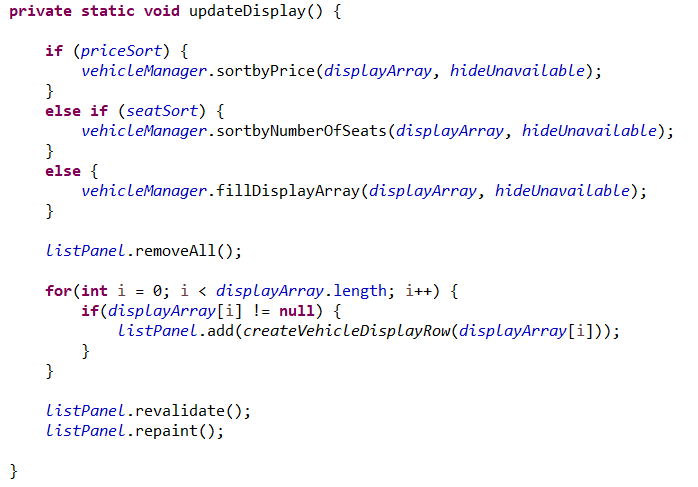 private static void updateDisplay() {
    if (priceSort) {
        vehicleManager.sortbyPrice(displayArray, hideUnavailable);
    }
    else if (seatSort) {
        vehicleManager.sortbyNumberOfSeats(displayArray, hideUnavailable);
    }
    else {
        vehicleManager.fillDisplayArray(displayArray, hideUnavailable);
    }
    listPanel.removeAll();
    for(int i = 0; i < displayArray.length; i++) {
        if(displayArray[i] != null) {
            listPanel.add(createVehicleDisplayRow(displayArray[i]));
        }
    }
    listPanel.revalidate();
    listPanel.repaint();
}